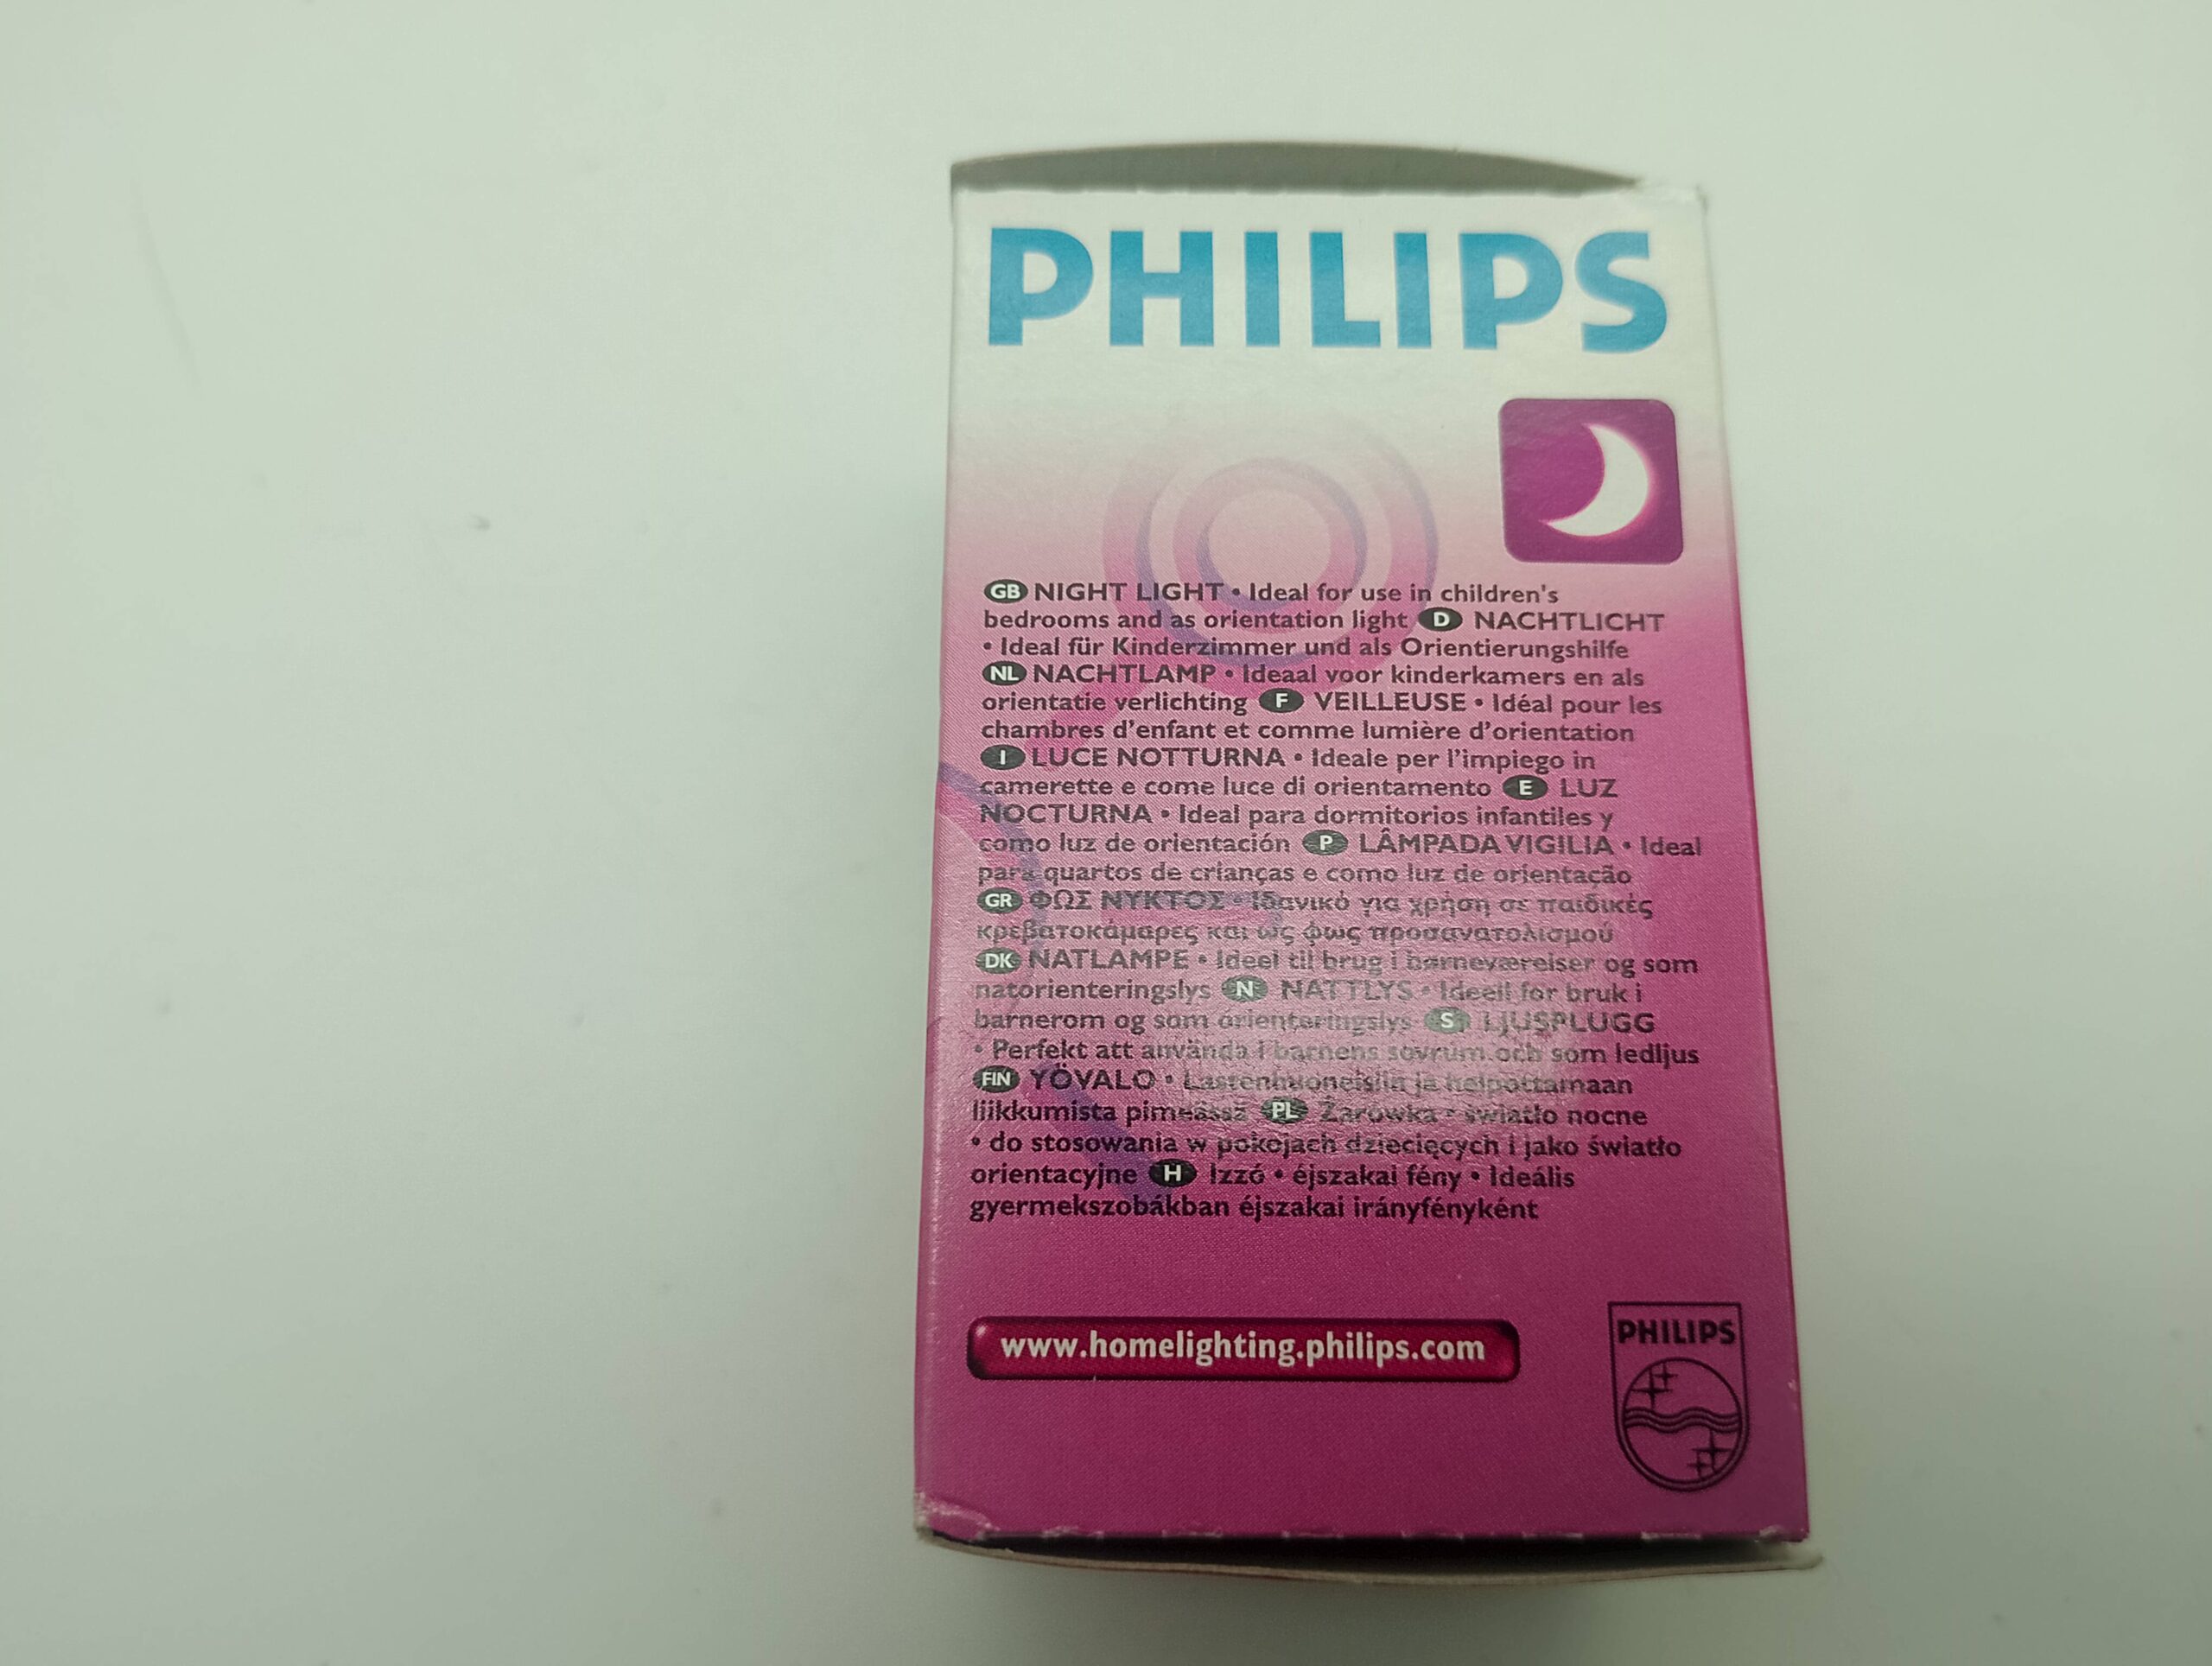 PHILIPS
GB NIGHT LIGHT • Ideal for use in children's
bedrooms and as orientation light D NACHTLICHT
• Ideal für Kinderzimmer und als Orientierungshilfe
NL NACHTLAMP • Ideaal voor kinderkamers en als
orientatie verlichting F VEILLEUSE • Idéal pour les
chambres d'enfant et comme lumière d'orientation
I LUCE NOTTURNA • Ideale per l'impiego in
camerette e come luce di orientamento E LUZ
NOCTURNA • Ideal para dormitorios infantiles y
como luz de orientación P LÂMPADA VIGILIA • Ideal
para quartos de crianças e como luz de orientação
GR ΦΩΣ ΝΥΚΤΟΣ • Ιδανικό για χρήση σε παιδικές
κρεβατοκάμαρες και ως φως προσανατολισμού
DK NATLAMPE • Ideel til brug i barneværelser og som
natorienteringslys N NATTLYS • Ideell for bruk i
barnerom og som orienteringslys S LJUSPLUGG
• Perfekt att använda i barnens sovrum och som ledljus
FIN YÖVALO • Lastenhuoneisiin ja helpottamaan
liikkumista pimeässä PL Żarówka • światło nocne
• do stosowania w pokojach dziecięcych i jako światło
orientacyjne H Izzó • éjszakai fény • Ideális
gyermekszobákban éjszakai irányfényként
www.homelighting.philips.com
PHILIPS